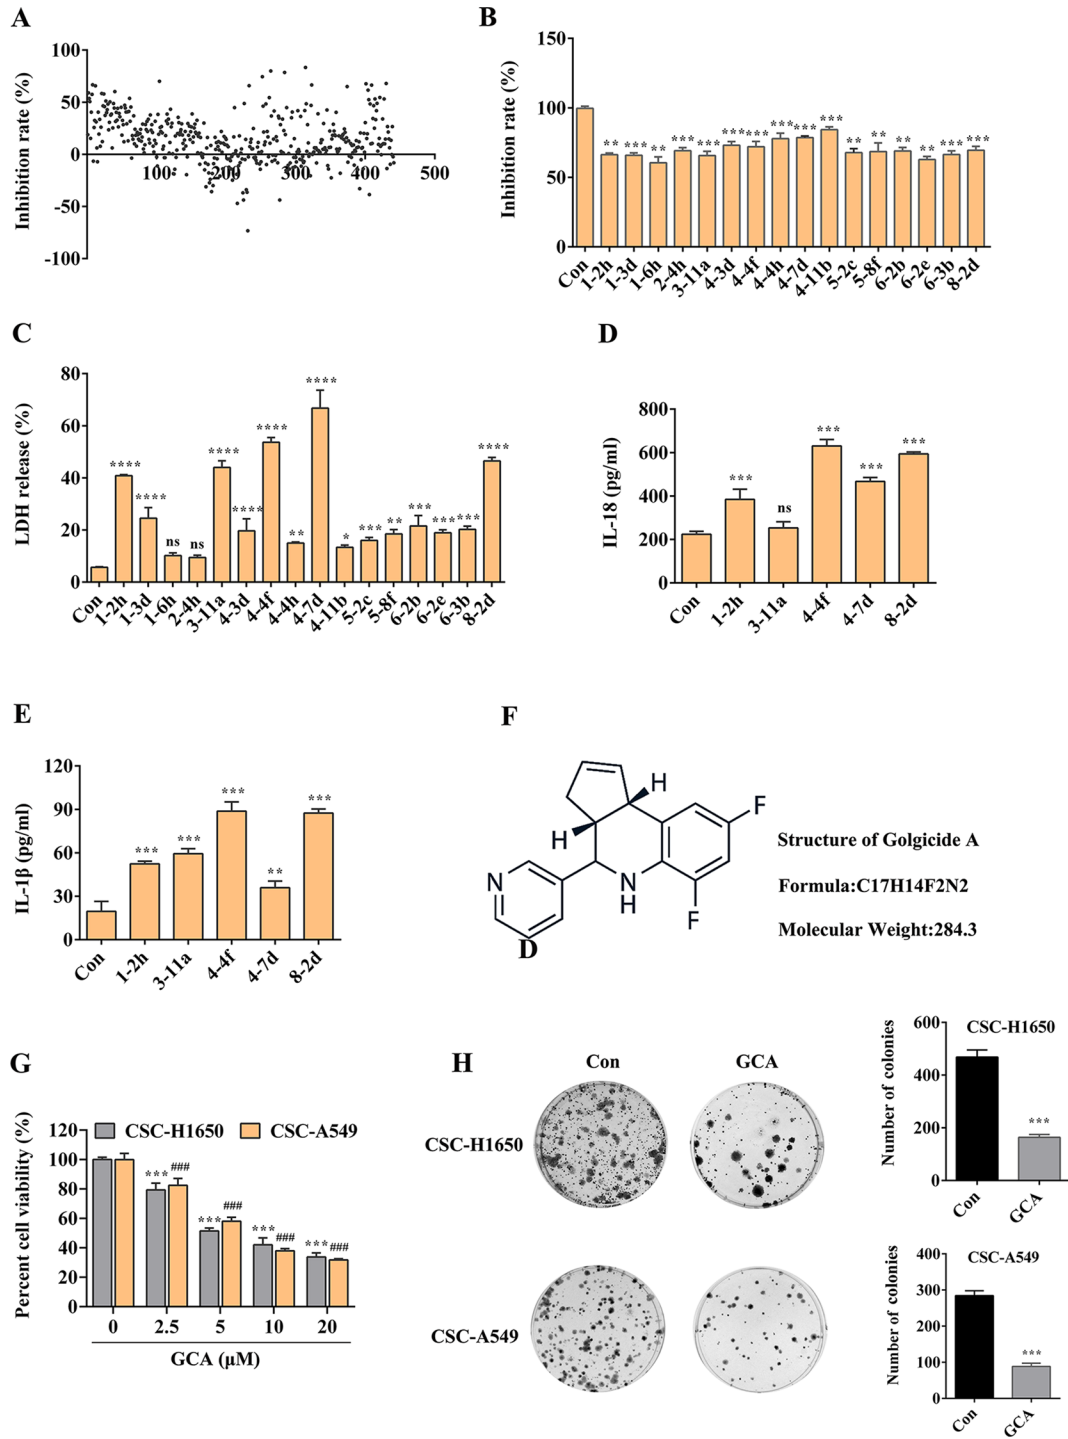 A
Inhibition rate (%)
100
50
0
-50
-100
100
200
300
400
500
B
Inhibition rate (%)
150
100
50
0
** *** ** *** *** *** *** *** *** *** ** ** ** ** *** ***
Con 1-2h 1-3d 1-6h 2-4h 3-11a 4-3d 4-4f 4-4h 4-7d 4-11b 5-2c 5-8f 6-2b 6-2e 6-3b 8-2d
C
LDH release (%)
80
60
40
20
0
**** **** ns ns **** **** **** ** **** * *** ** *** *** *** ****
Con 1-2h 1-3d 1-6h 2-4h 3-11a 4-3d 4-4f 4-4h 4-7d 4-11b 5-2c 5-8f 6-2b 6-2e 6-3b 8-2d
D
IL-18 (pg/ml)
800
600
400
200
0
*** ns *** *** ***
Con 1-2h 3-11a 4-4f 4-7d 8-2d
E
IL-1β (pg/ml)
120
90
60
30
0
*** *** *** ** ***
Con 1-2h 3-11a 4-4f 4-7d 8-2d
F
H
F
H
N
N
H
F
D
Structure of Golgicide A
Formula:C17H14F2N2
Molecular Weight:284.3
G
Percent cell viability (%)
CSC-H1650 CSC-A549
120
100
80
60
40
20
0
*** ### *** ### *** ### *** ###
0 2.5 5 10 20
GCA (μM)
H
Con GCA
CSC-H1650
CSC-A549
CSC-H1650
Number of colonies
600
400
200
0
***
Con GCA
CSC-A549
Number of colonies
400
300
200
100
0
***
Con GCA